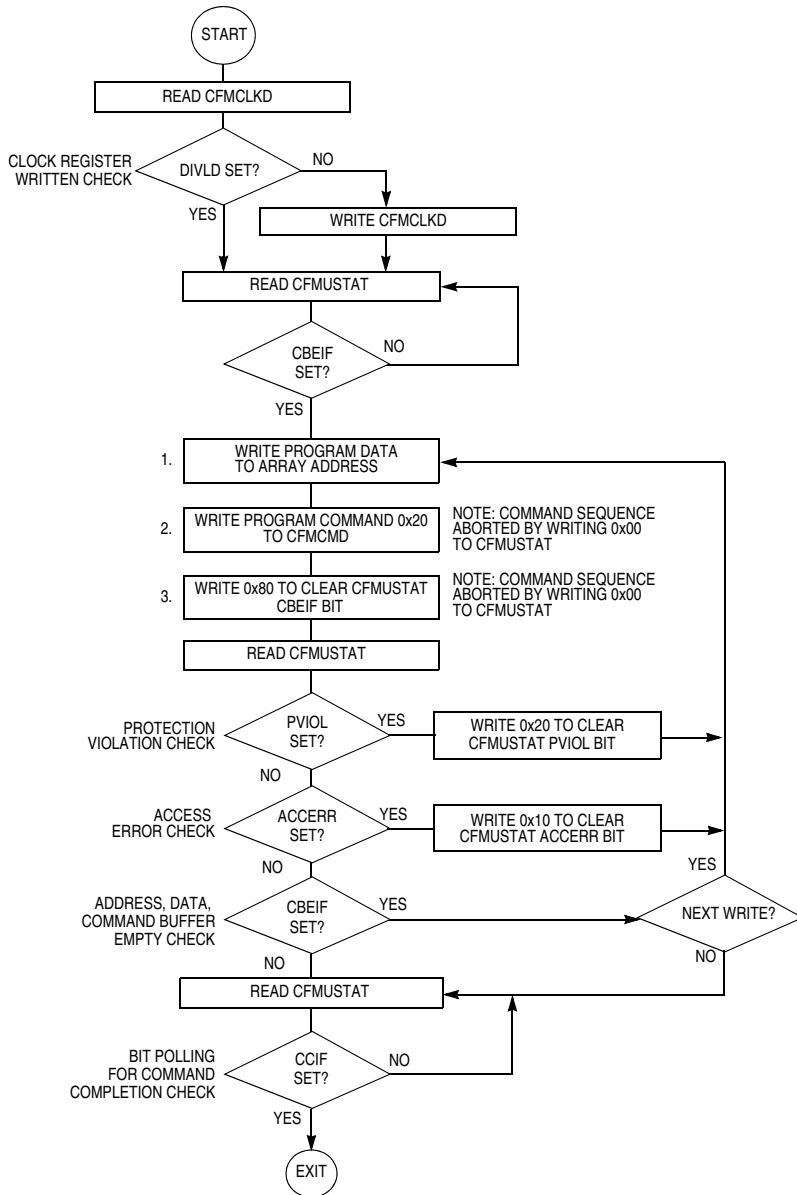 START
READ CFMCLKD
CLOCK REGISTER
WRITTEN CHECK
DIVLD SET?
NO
YES
WRITE CFMCLKD
READ CFMUSTAT
CBEIF
SET?
NO
YES
1.
WRITE PROGRAM DATA
TO ARRAY ADDRESS
2.
WRITE PROGRAM COMMAND 0x20
TO CFMCMD
NOTE: COMMAND SEQUENCE
ABORTED BY WRITING 0x00
TO CFMUSTAT
3.
WRITE 0x80 TO CLEAR CFMUSTAT
CBEIF BIT
NOTE: COMMAND SEQUENCE
ABORTED BY WRITING 0x00
TO CFMUSTAT
READ CFMUSTAT
PROTECTION
VIOLATION CHECK
PVIOL
SET?
YES
WRITE 0x20 TO CLEAR
CFMUSTAT PVIOL BIT
NO
ACCESS
ERROR CHECK
ACCERR
SET?
YES
WRITE 0x10 TO CLEAR
CFMUSTAT ACCERR BIT
NO
YES
ADDRESS, DATA,
COMMAND BUFFER
EMPTY CHECK
CBEIF
SET?
YES
NEXT WRITE?
NO
NO
READ CFMUSTAT
BIT POLLING
FOR COMMAND
COMPLETION CHECK
CCIF
SET?
NO
YES
EXIT